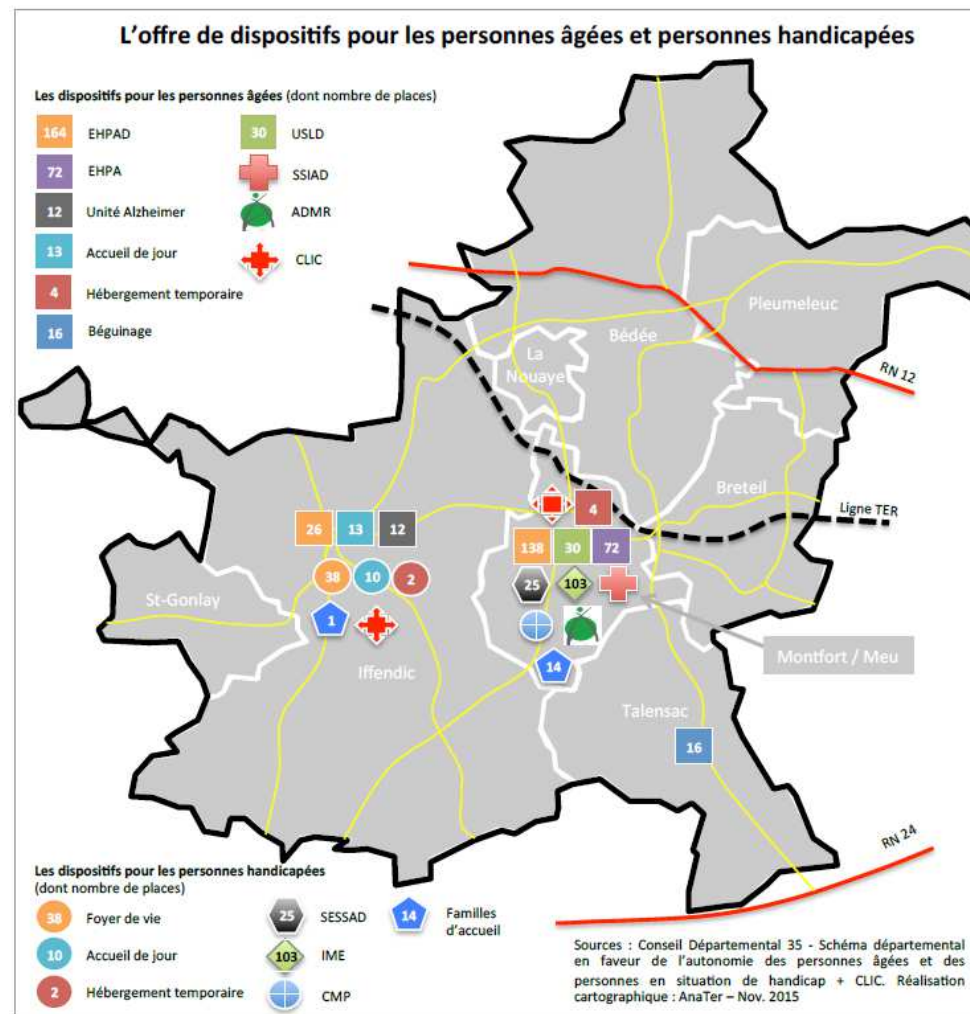 L'offre de dispositifs pour les personnes âgées et personnes handicapées
Les dispositifs pour les personnes âgées (dont nombre de places)
164 EHPAD
72 EHPA
12 Unité Alzheimer
13 Accueil de jour
4 Hébergement temporaire
16 Béguinage
30 USLD
SSIAD
ADMR
CLIC
Pleumeleuc
Bédée
La
Nouaye
RN 12
Breteil
Ligne TER
4
26 13 12
138 30 72
38 10 2
25 103
St-Gonlay
1
Iffendic
14
Montfort / Meu
Talensac
16
RN 24
Les dispositifs pour les personnes handicapées
(dont nombre de places)
38 Foyer de vie
10 Accueil de jour
2 Hébergement temporaire
25 SESSAD
103 IME
CMP
14 Familles
d'accueil
Sources : Conseil Départemental 35 - Schéma départemental
en faveur de l'autonomie des personnes âgées et des
personnes en situation de handicap + CLIC. Réalisation
cartographique : AnaTer – Nov. 2015